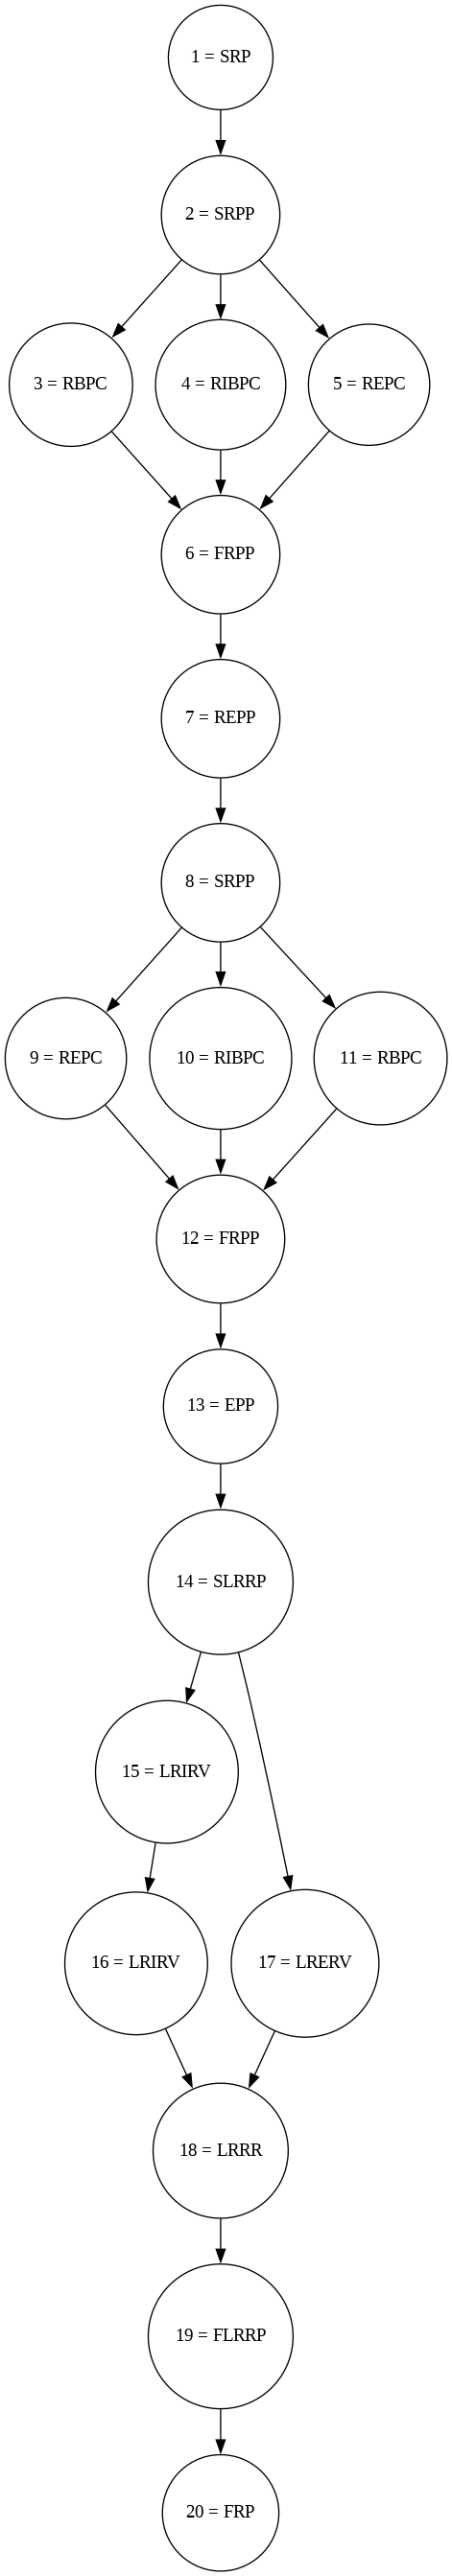 1 = SRP
2 = SRPP
3 = RBPC
4 = RIBPC
5 = REPC
6 = FRPP
7 = REPP
8 = SRPP
9 = REPC
10 = RIBPC
11 = RBPC
12 = FRPP
13 = EPP
14 = SLRRP
15 = LRIRV
16 = LRIRV
17 = LRERV
18 = LRRR
19 = FLRRP
20 = FRP